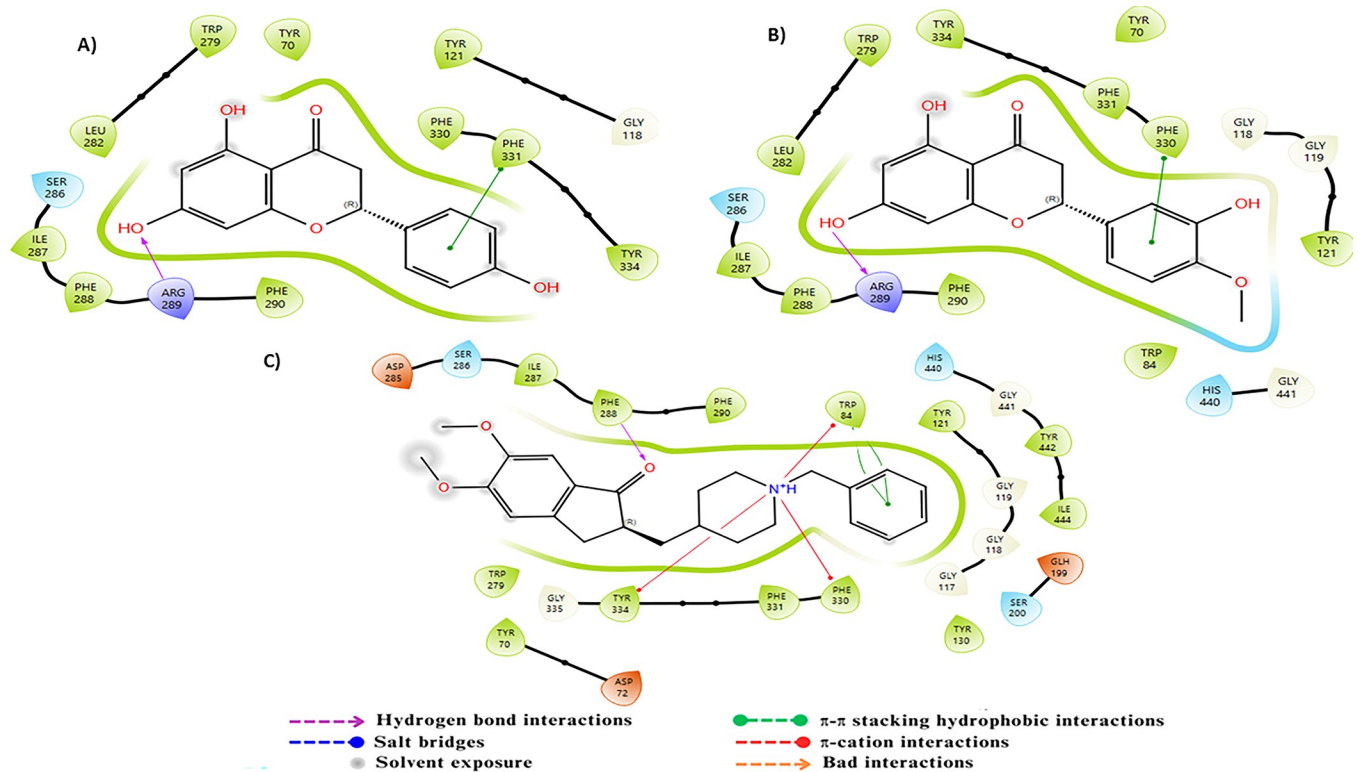 A)
TRP 279
TYR 70
TYR 121
GLY 118
LEU 282
PHE 330
PHE 331
TYR 334
SER 286
ILE 287
PHE 288
ARG 289
PHE 290
OH
O
HO
O
(R)
OH
B)
TYR 334
TYR 70
TRP 279
PHE 331
PHE 330
GLY 118
GLY 119
TYR 121
LEU 282
SER 286
ILE 287
PHE 288
ARG 289
PHE 290
TRP 84
HIS 440
GLY 441
OH
O
HO
O
(R)
OH
O
C)
ASP 285
SER 286
ILE 287
PHE 288
PHE 290
TRP 84
HIS 440
GLY 441
TYR 442
ILE 444
TYR 121
GLY 119
GLY 118
GLY 117
GLH 199
SER 200
TYR 130
O
O
O
(R)
N⁺H
TRP 279
GLY 335
TYR 334
PHE 331
PHE 330
TYR 70
ASP 72
Hydrogen bond interactions
Salt bridges
Solvent exposure
π-π stacking hydrophobic interactions
π-cation interactions
Bad interactions